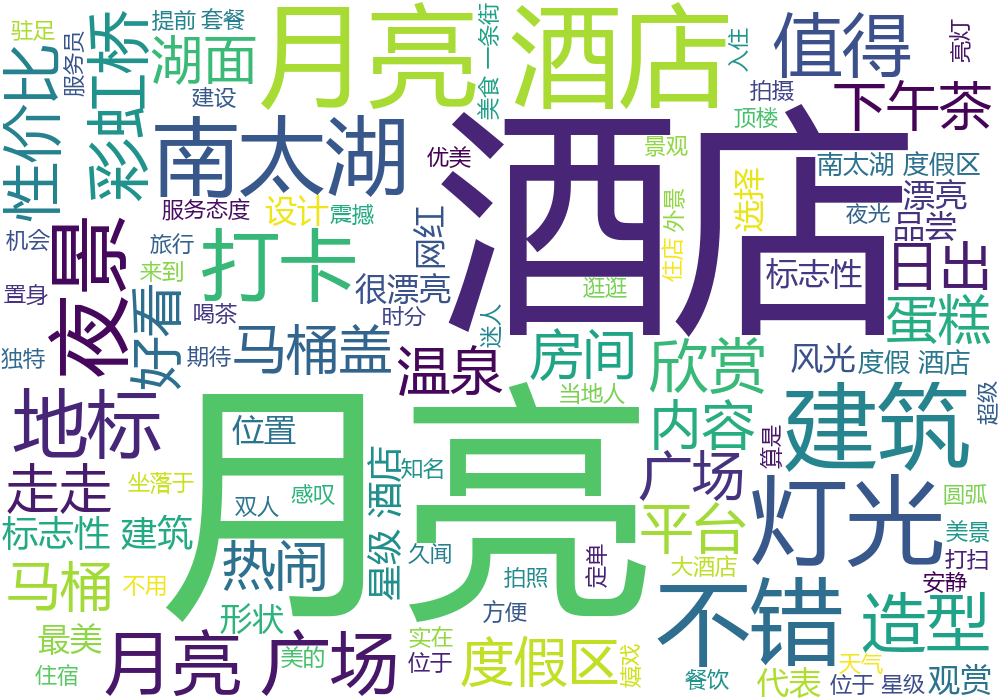 驻足
提前 套餐
服务员
彩虹桥
湖面
建设
月亮 酒店
美食 一条街
入住
值得
亮灯
性价比
南太湖
优美
酒店
景观
拍摄
顶楼
下午茶
南太湖 度假区
漂亮
夜光
品尝
服务态度
设计
震撼
网红
外景
选择
机会
旅行
夜景
打卡
很漂亮
住店
逛逛
标志性
日出
来到
置身
好看
喝茶
时分
迷人
蛋糕
独特
期待
马桶盖
温泉
房间
欣赏
风光
度假 酒店
当地人
地标
位置
月亮
内容
建筑
超级
走走
坐落于
双人
感叹
星级 酒店
知名
广场
算是
灯光
圆弧
标志性 建筑
热闹
久闻
平台
美景
马桶
不用
拍照
定单
大酒店
打扫
安静
形状
方便
不错
造型
最美
住宿
月亮 广场
美的
实在
位于
度假区
嬉戏
餐饮
代表
天气
位于 星级
观赏